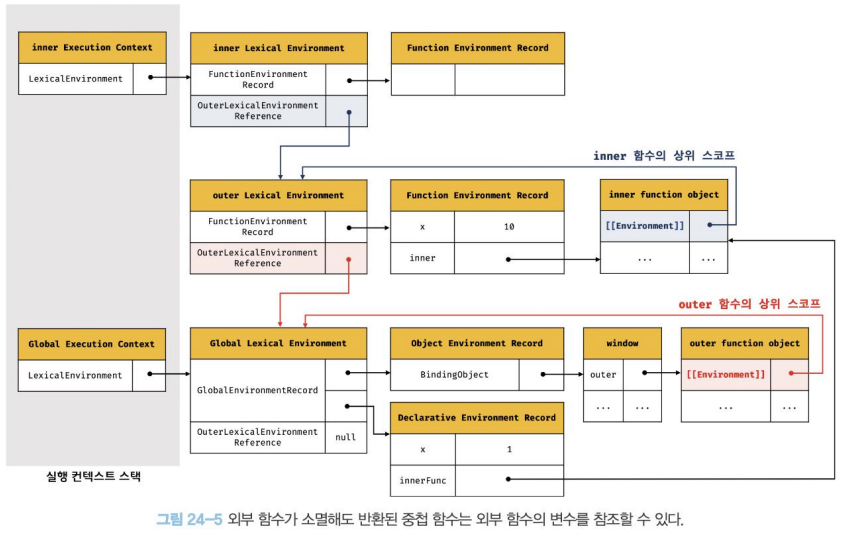 inner Execution Context
LexicalEnvironment
inner Lexical Environment
FunctionEnvironment
Record
OuterLexicalEnvironment
Reference
Function Environment Record
inner 함수의 상위 스코프
outer Lexical Environment
FunctionEnvironment
Record
OuterLexicalEnvironment
Reference
Function Environment Record
x 10
inner
inner function object
[[Environment]]
... ...
outer 함수의 상위 스코프
Global Execution Context
LexicalEnvironment
Global Lexical Environment
GlobalEnvironmentRecord
OuterLexicalEnvironment
Reference
null
Object Environment Record
BindingObject
window
outer
... ...
outer function object
[[Environment]]
... ...
Declarative Environment Record
x 1
innerFunc
실행 컨텍스트 스택
그림 24-5 외부 함수가 소멸해도 반환된 중첩 함수는 외부 함수의 변수를 참조할 수 있다.